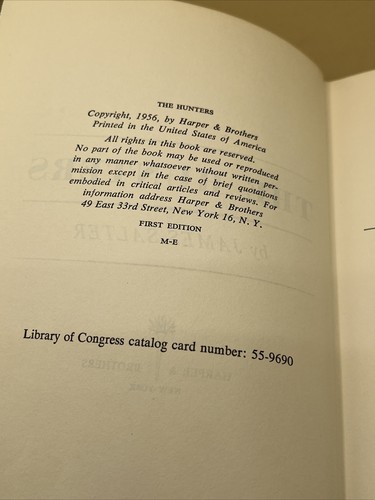 THE HUNTERS
Copyright, 1956, by Harper & Brothers
Printed in the United States of America
All rights in this book are reserved.
No part of the book may be used or reproduced
in any manner whatsoever without written per-
mission except in the case of brief quotations
embodied in critical articles and reviews. For
information address Harper & Brothers
49 East 33rd Street, New York 16, N. Y.
FIRST EDITION
M-E
Library of Congress catalog card number: 55-9690